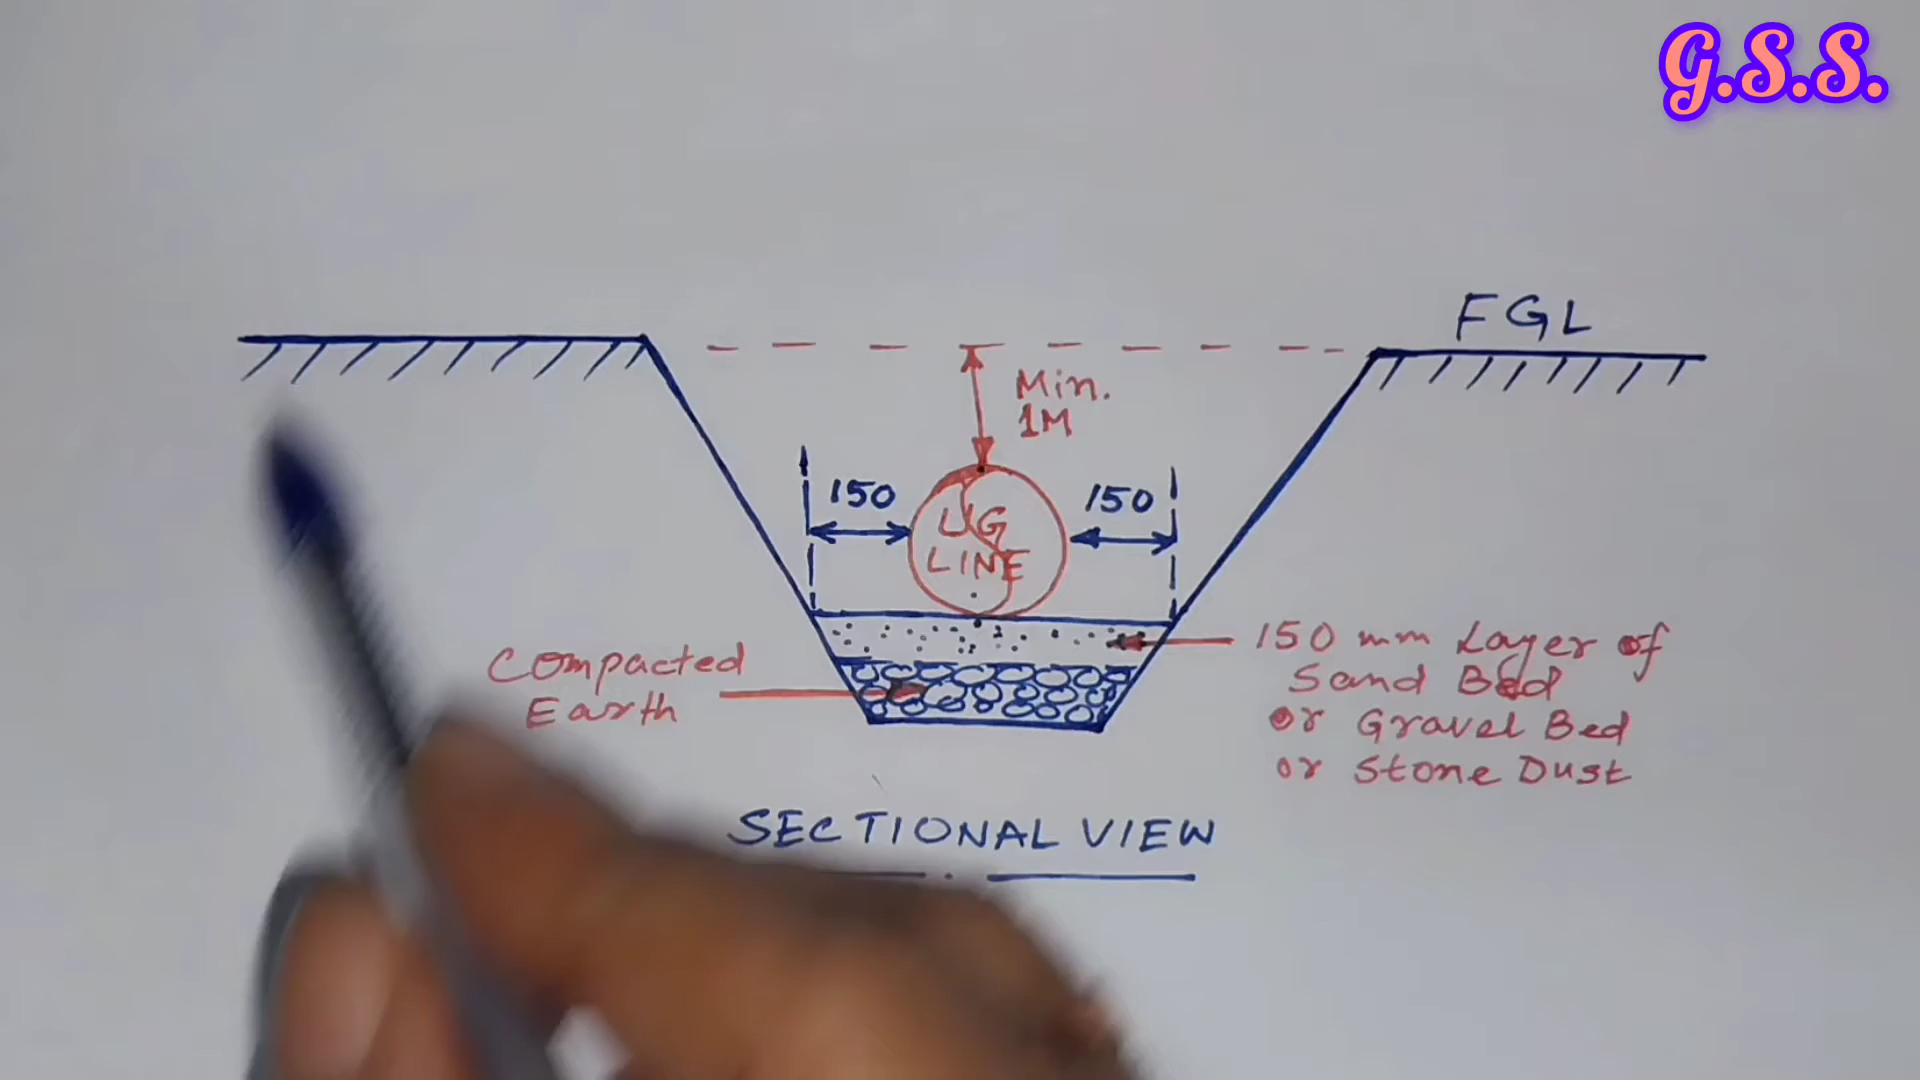 G.S.S.
FGL
Min.
1M
150
150
UG
LINE
Compacted
Earth
150 mm Layer of
Sand Bed
or Gravel Bed
or Stone Dust
SECTIONAL VIEW